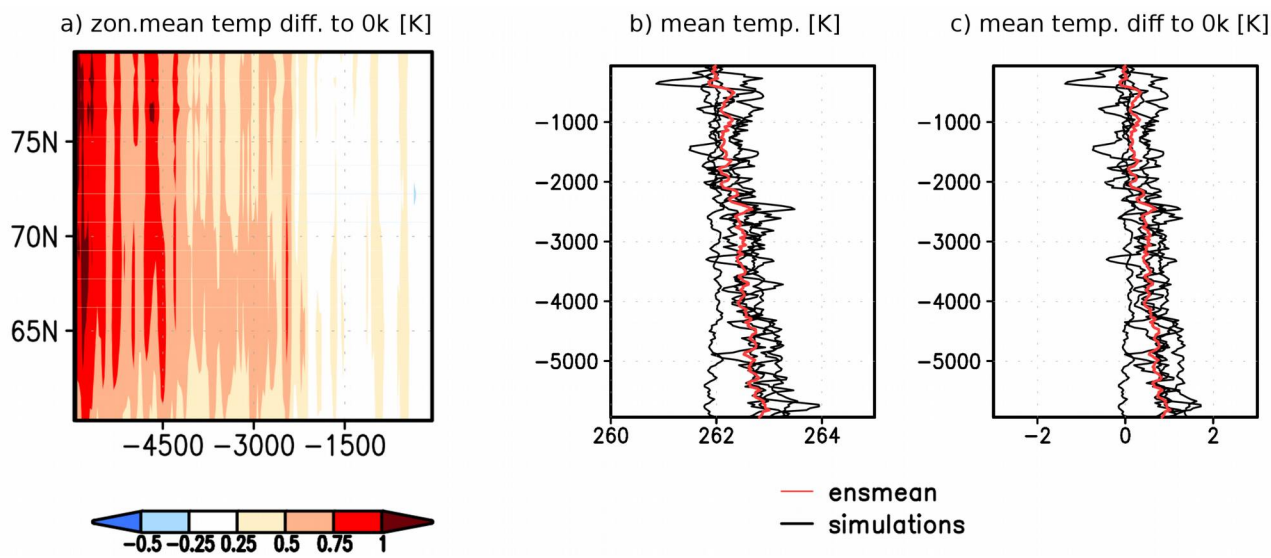 a) zon.mean temp diff. to 0k [K]
75N
70N
65N
−4500 −3000 −1500
−0.5 −0.25 0.25 0.5 0.75 1
b) mean temp. [K]
−1000
−2000
−3000
−4000
−5000
260 262 264
c) mean temp. diff to 0k [K]
−1000
−2000
−3000
−4000
−5000
−2 0 2
ensmean
simulations